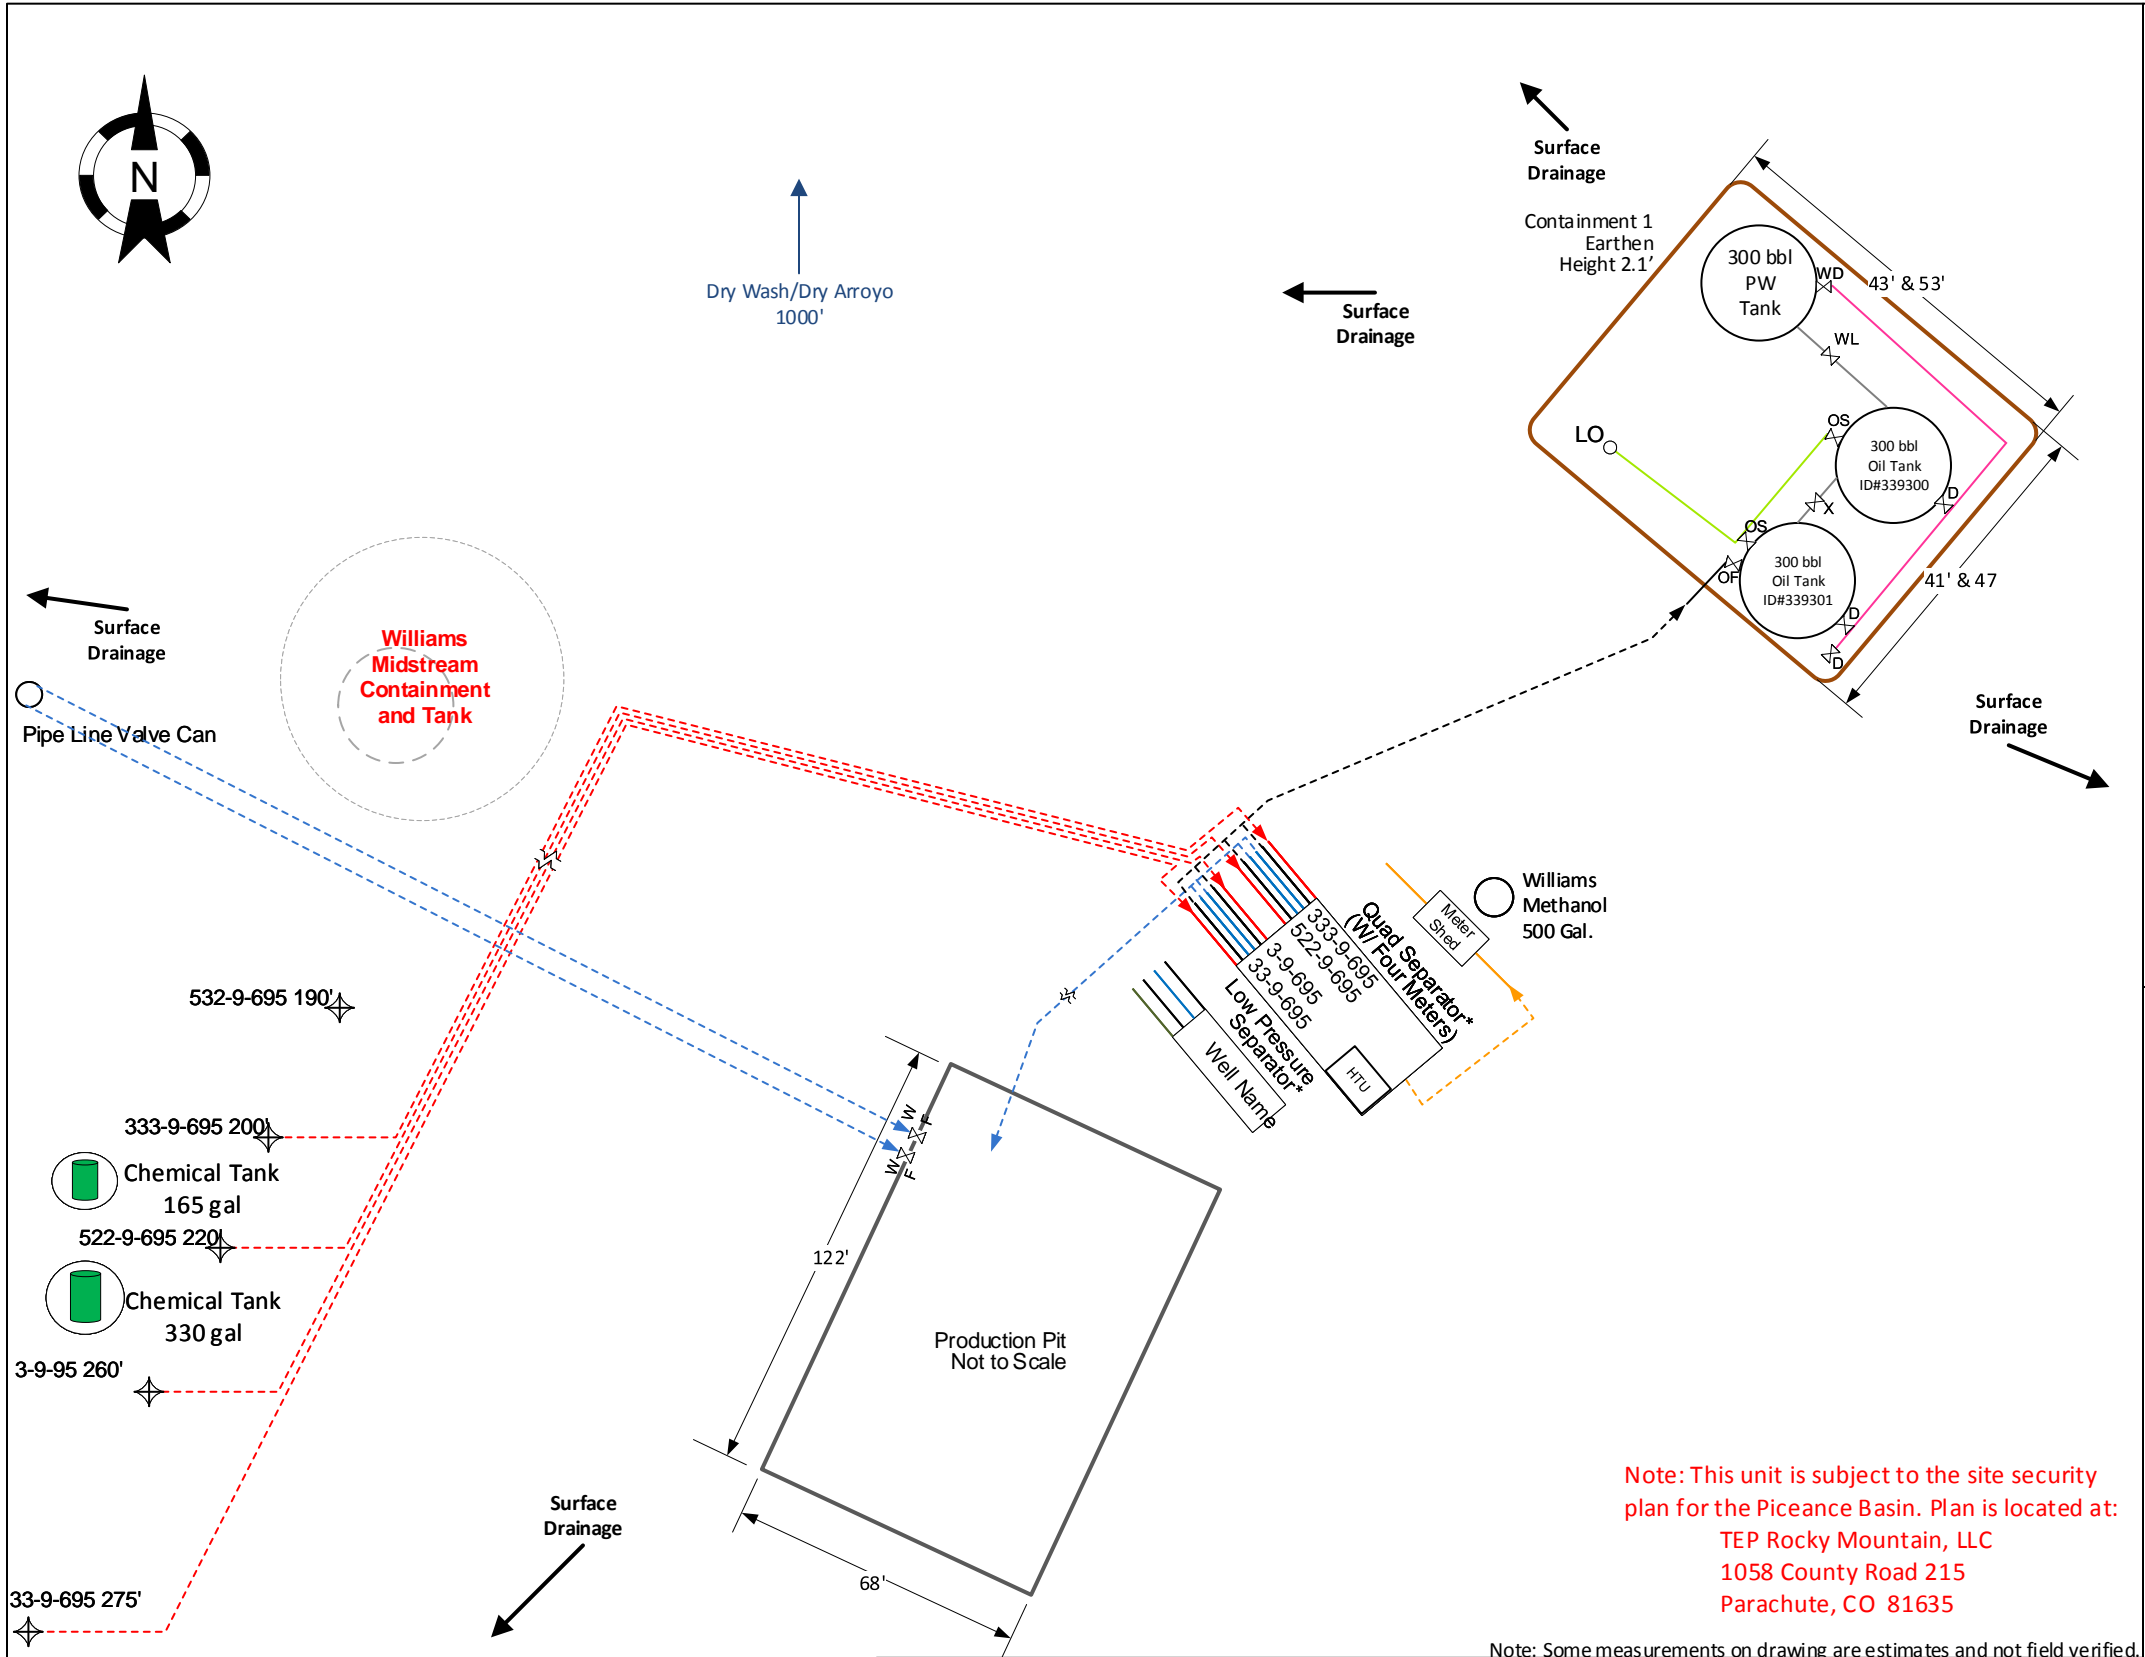 N
Surface
Drainage
Containment 1
Earthen
Height 2.1’
300 bbl
PW
Tank
WD
43' & 53'
WL
Dry Wash/Dry Arroyo
1000'
Surface
Drainage
OS
LO
300 bbl
Oil Tank
ID#339300
D
X
OS
OF
300 bbl
Oil Tank
ID#339301
41' & 47
D
D
Surface
Drainage
Williams
Midstream
Containment
and Tank
Pipe Line Valve Can
Surface
Drainage
Williams
Methanol
500 Gal.
Meter
Shed
Quad Separator*
(W/ Four Meters)
333-9-695
522-9-695
3-9-695
33-9-695
Low Pressure
Separator*
Well Name
HTU
532-9-695 190'
333-9-695 200'
Chemical Tank
165 gal
522-9-695 220'
Chemical Tank
330 gal
3-9-95 260'
33-9-695 275'
W
F
W
F
122'
Production Pit
Not to Scale
68'
Surface
Drainage
Note: This unit is subject to the site security
plan for the Piceance Basin. Plan is located at:
TEP Rocky Mountain, LLC
1058 County Road 215
Parachute, CO 81635
Note: Some measurements on drawing are estimates and not field verified.